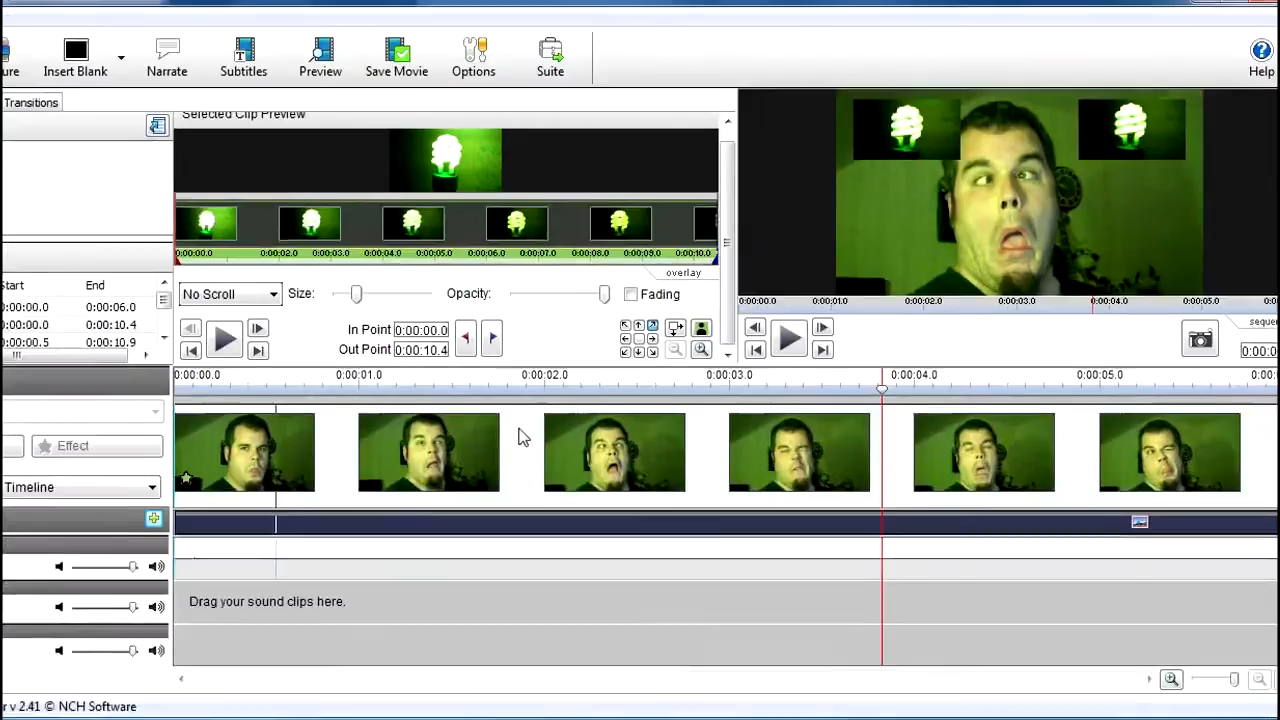 ure
Insert Blank
Narrate
Subtitles
Preview
Save Movie
Options
Suite
Help
Transitions
Selected Clip Preview
0:00:00.0 0:00:02.0 0:00:03.0 0:00:04.0 0:00:05.0 0:00:06.0 0:00:07.0 0:00:08.0 0:00:09.0 0:00:10.0
overlay
No Scroll Size: Opacity: Fading
In Point 0:00:00.0
Out Point 0:00:10.4
Start End
0:00:00.0 0:00:06.0
0:00:00.0 0:00:10.4
0:00:00.5 0:00:10.9
0:00:00.0 0:00:01.0 0:00:02.0 0:00:03.0 0:00:04.0 0:00:05.0
seque
0:00
0:00:00.0 0:00:01.0 0:00:02.0 0:00:03.0 0:00:04.0 0:00:05.0 0:00
Effect
Timeline
Drag your sound clips here.
r v 2.41 © NCH Software